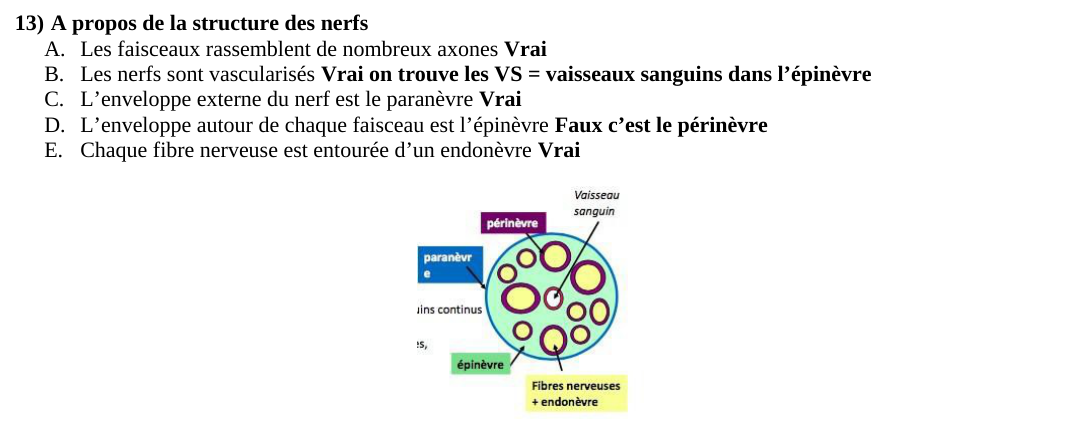 13) A propos de la structure des nerfs
A. Les faisceaux rassemblent de nombreux axones Vrai
B. Les nerfs sont vascularisés Vrai on trouve les VS = vaisseaux sanguins dans l’épinèvre
C. L’enveloppe externe du nerf est le paranèvre Vrai
D. L’enveloppe autour de chaque faisceau est l’épinèvre Faux c’est le périnèvre
E. Chaque fibre nerveuse est entourée d’un endonèvre Vrai
Vaisseau
sanguin
périnèvre
paranèvr
e
uins continus
es,
épinèvre
Fibres nerveuses
+ endonèvre